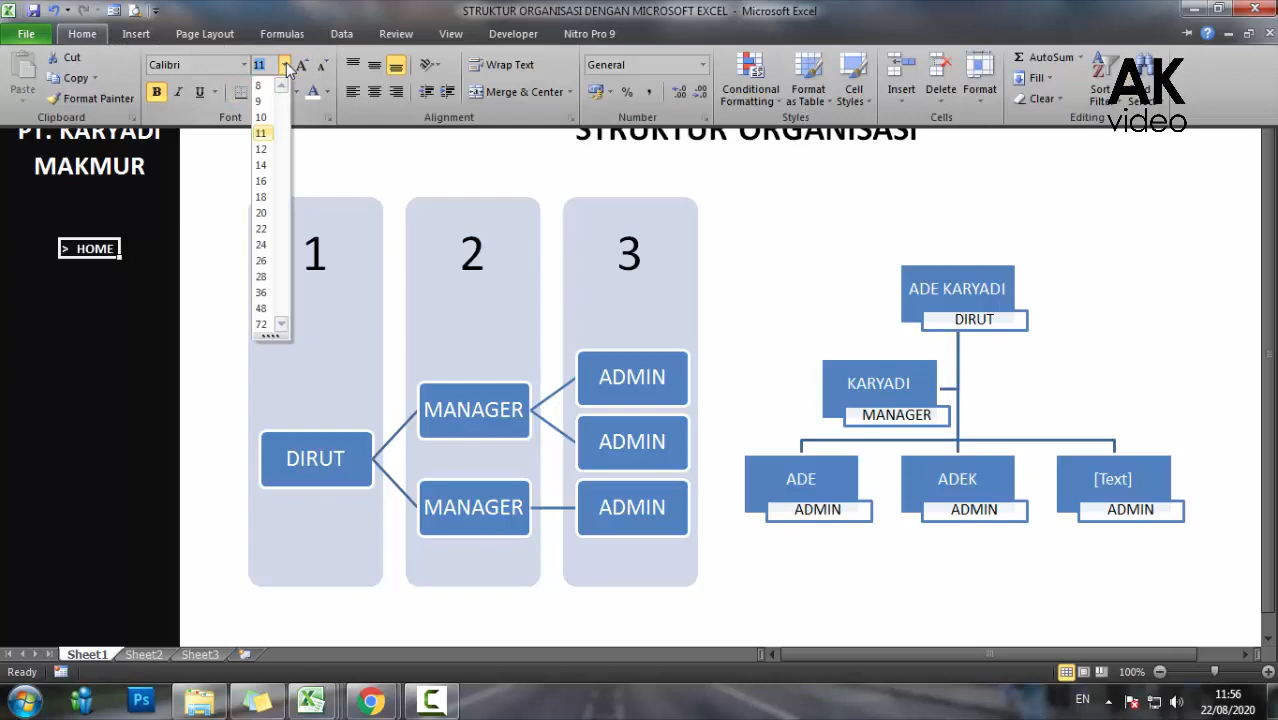 STRUKTUR ORGANISASI DENGAN MICROSOFT EXCEL - Microsoft Excel
File Home Insert Page Layout Formulas Data Review View Developer Nitro Pro 9
Paste
Cut
Copy
Format Painter
Clipboard
Calibri 11
B I U
Font
8
9
10
11
12
14
16
18
20
22
24
26
28
36
48
72
Wrap Text
Merge & Center
Alignment
General
% ,
Number
Conditional Formatting
Format as Table
Cell Styles
Styles
Insert
Delete
Format
Cells
AutoSum
Fill
Clear
Sort
Filter
Editing
AK
video
PT. KARYADI
MAKMUR
STRUKTUR ORGANISASI
> HOME
1 2 3
DIRUT
MANAGER
MANAGER
ADMIN
ADMIN
ADMIN
ADE KARYADI
DIRUT
KARYADI
MANAGER
ADE
ADMIN
ADEK
ADMIN
[Text]
ADMIN
Sheet1 Sheet2 Sheet3
Ready
100%
Ps
EN
11:56
22/08/2020